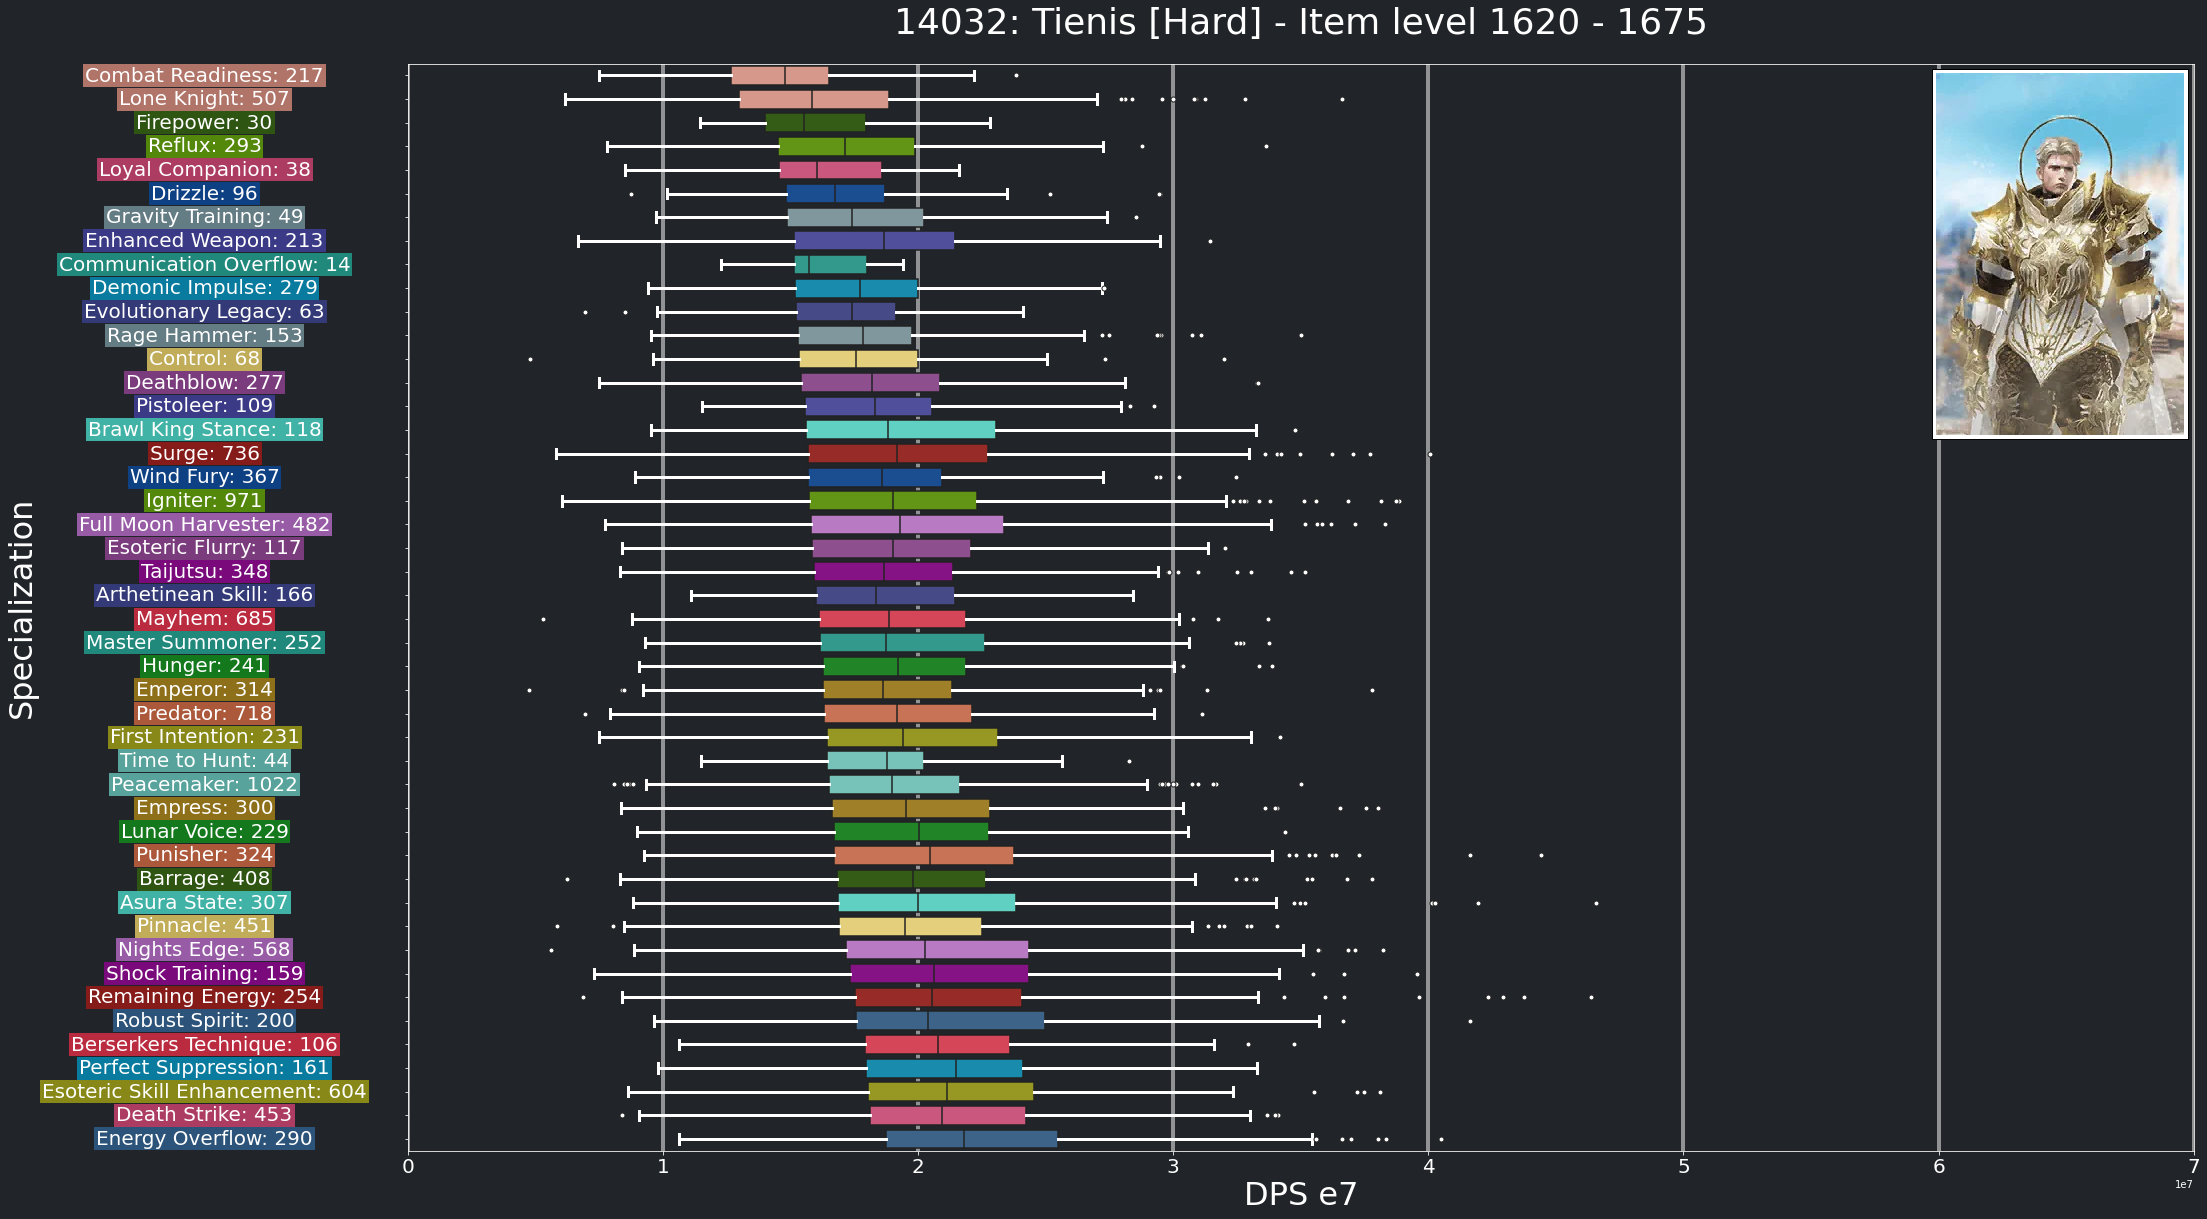 14032: Tienis [Hard] - Item level 1620 - 1675
Combat Readiness: 217
Lone Knight: 507
Firepower: 30
Reflux: 293
Loyal Companion: 38
Drizzle: 96
Gravity Training: 49
Enhanced Weapon: 213
Communication Overflow: 14
Demonic Impulse: 279
Evolutionary Legacy: 63
Rage Hammer: 153
Control: 68
Deathblow: 277
Pistoleer: 109
Brawl King Stance: 118
Surge: 736
Wind Fury: 367
Igniter: 971
Full Moon Harvester: 482
Esoteric Flurry: 117
Taijutsu: 348
Arthetinean Skill: 166
Mayhem: 685
Master Summoner: 252
Hunger: 241
Emperor: 314
Predator: 718
First Intention: 231
Time to Hunt: 44
Peacemaker: 1022
Empress: 300
Lunar Voice: 229
Punisher: 324
Barrage: 408
Asura State: 307
Pinnacle: 451
Nights Edge: 568
Shock Training: 159
Remaining Energy: 254
Robust Spirit: 200
Berserkers Technique: 106
Perfect Suppression: 161
Esoteric Skill Enhancement: 604
Death Strike: 453
Energy Overflow: 290
Specialization
0 1 2 3 4 5 6 7
1e7
DPS e7